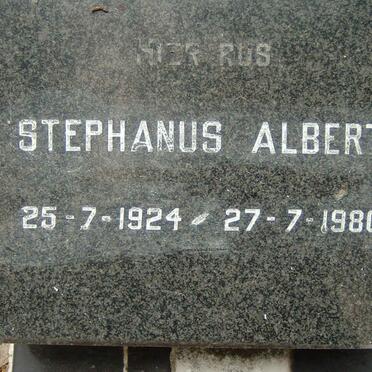 HIER RUS
STEPHANUS ALBERT
25-7-1924 - 27-7-1980